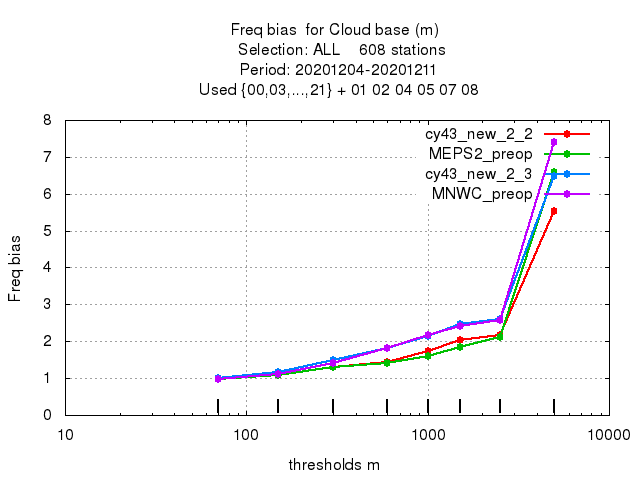 Freq bias  for Cloud base (m)
Selection: ALL    608 stations
Period: 20201204-20201211
Used {00,03,...,21} + 01 02 04 05 07 08
cy43_new_2_2
MEPS2_preop
cy43_new_2_3
MNWC_preop
Freq bias
8
7
6
5
4
3
2
1
0
10 100 1000 10000
thresholds m